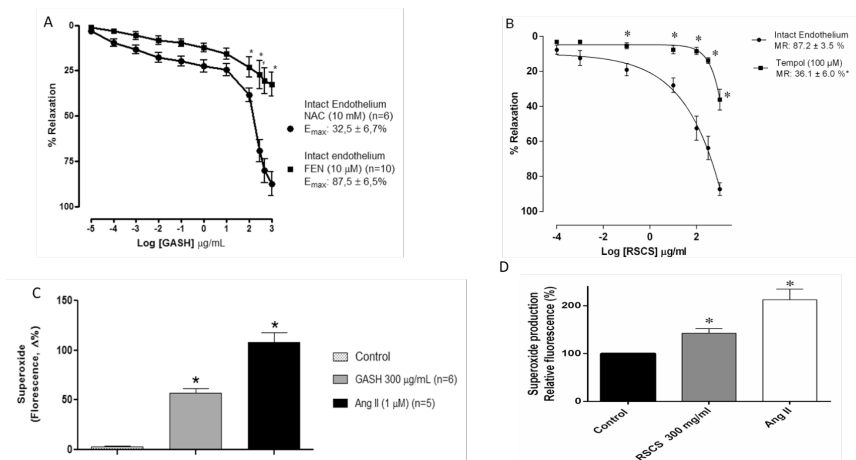 A
0
25
50
75
100
% Relaxation
-5 -4 -3 -2 -1 0 1 2 3
Log [GASH] µg/mL
* * * *
Intact Endothelium
NAC (10 mM) (n=6)
Emax: 32,5 ± 6,7%
Intact endothelium
FEN (10 µM) (n=10)
Emax: 87,5 ± 6,5%
B
0
20
40
60
80
100
% Relaxation
-4 -2 0 2 4
Log [RSCS] µg/ml
* * * * *
Intact Endothelium
MR: 87.2 ± 3.5 %
Tempol (100 µM)
MR: 36.1 ± 6.0 %*
C
150
100
50
0
Superoxide
(Florescence, Δ%)
* *
Control
GASH 300 µg/mL (n=6)
Ang II (1 µM) (n=5)
D
200
100
0
Superoxide production
Relative fluorescence (%)
* *
Control
RSCS 300 mg/ml
Ang II